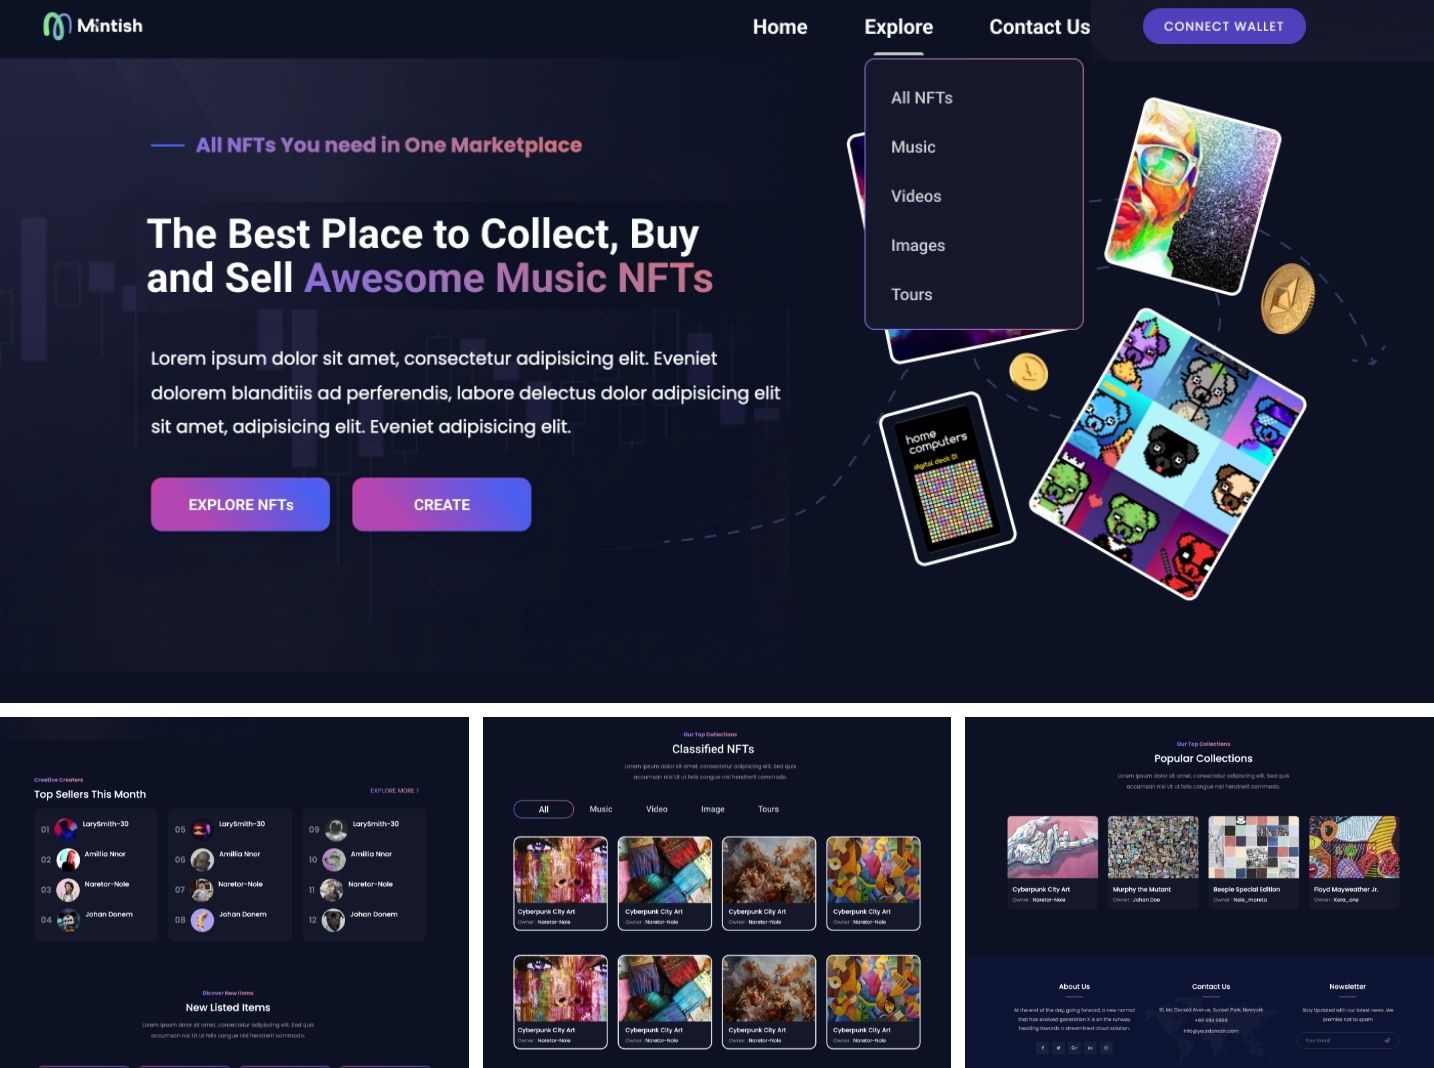 Mintish
Home
Explore
Contact Us
CONNECT WALLET
All NFTs
Music
Videos
Images
Tours
All NFTs You need in One Marketplace
The Best Place to Collect, Buy
and Sell Awesome Music NFTs
Lorem ipsum dolor sit amet, consectetur adipisicing elit. Eveniet
dolorem blanditiis ad perferendis, labore delectus dolor adipisicing elit
sit amet, adipisicing elit. Eveniet adipisicing elit.
EXPLORE NFTs
CREATE
home
computers
digital deck 01
Creative Creators
Top Sellers This Month
EXPLORE MORE >
01 LarySmith-30
02 Amillia Nnor
03 Naretor-Nole
04 Johan Donem
05 LarySmith-30
06 Amillia Nnor
07 Naretor-Nole
08 Johan Donem
09 LarySmith-30
10 Amillia Nnor
11 Naretor-Nole
12 Johan Donem
Dicover New Items
New Listed Items
Lorem ipsum dolor sit amet, consectetur adipiscing elit. Sed quis
accumsan nisi Ut ut felis congue nisl hendrerit commodo.
Our Top Collections
Classified NFTs
Lorem ipsum dolor sit amet, consectetur adipiscing elit. Sed quis
accumsan nisi Ut ut felis congue nisl hendrerit commodo.
All
Music
Video
Image
Tours
Cyberpunk City Art
Owner : Naretor-Nole
Cyberpunk City Art
Owner : Naretor-Nole
Cyberpunk City Art
Owner : Naretor-Nole
Cyberpunk City Art
Owner : Naretor-Nole
Cyberpunk City Art
Owner : Naretor-Nole
Cyberpunk City Art
Owner : Naretor-Nole
Cyberpunk City Art
Owner : Naretor-Nole
Cyberpunk City Art
Owner : Naretor-Nole
Our Top Collections
Popular Collections
Lorem ipsum dolor sit amet, consectetur adipiscing elit. Sed quis
accumsan nisi Ut ut felis congue nisl hendrerit commodo.
Cyberpunk City Art
Owner : Naretor-Nole
Murphy the Mutant
Owner : Johan Doe
Beeple Special Edition
Owner : Nole_moreto
Floyd Mayweather Jr.
Owner : Kera_one
About Us
At the end of the day, going forward, a new normal
that has evolved generation X is on the runway
heading towards a streamlined cloud solution.
Contact Us
16, Mc Donald Avenue, Sunset Park, Newyork
+99 999 9999
info@yourdomain.com
Newsletter
Stay Updated with our latest news. We
promise not to spam
Your Email